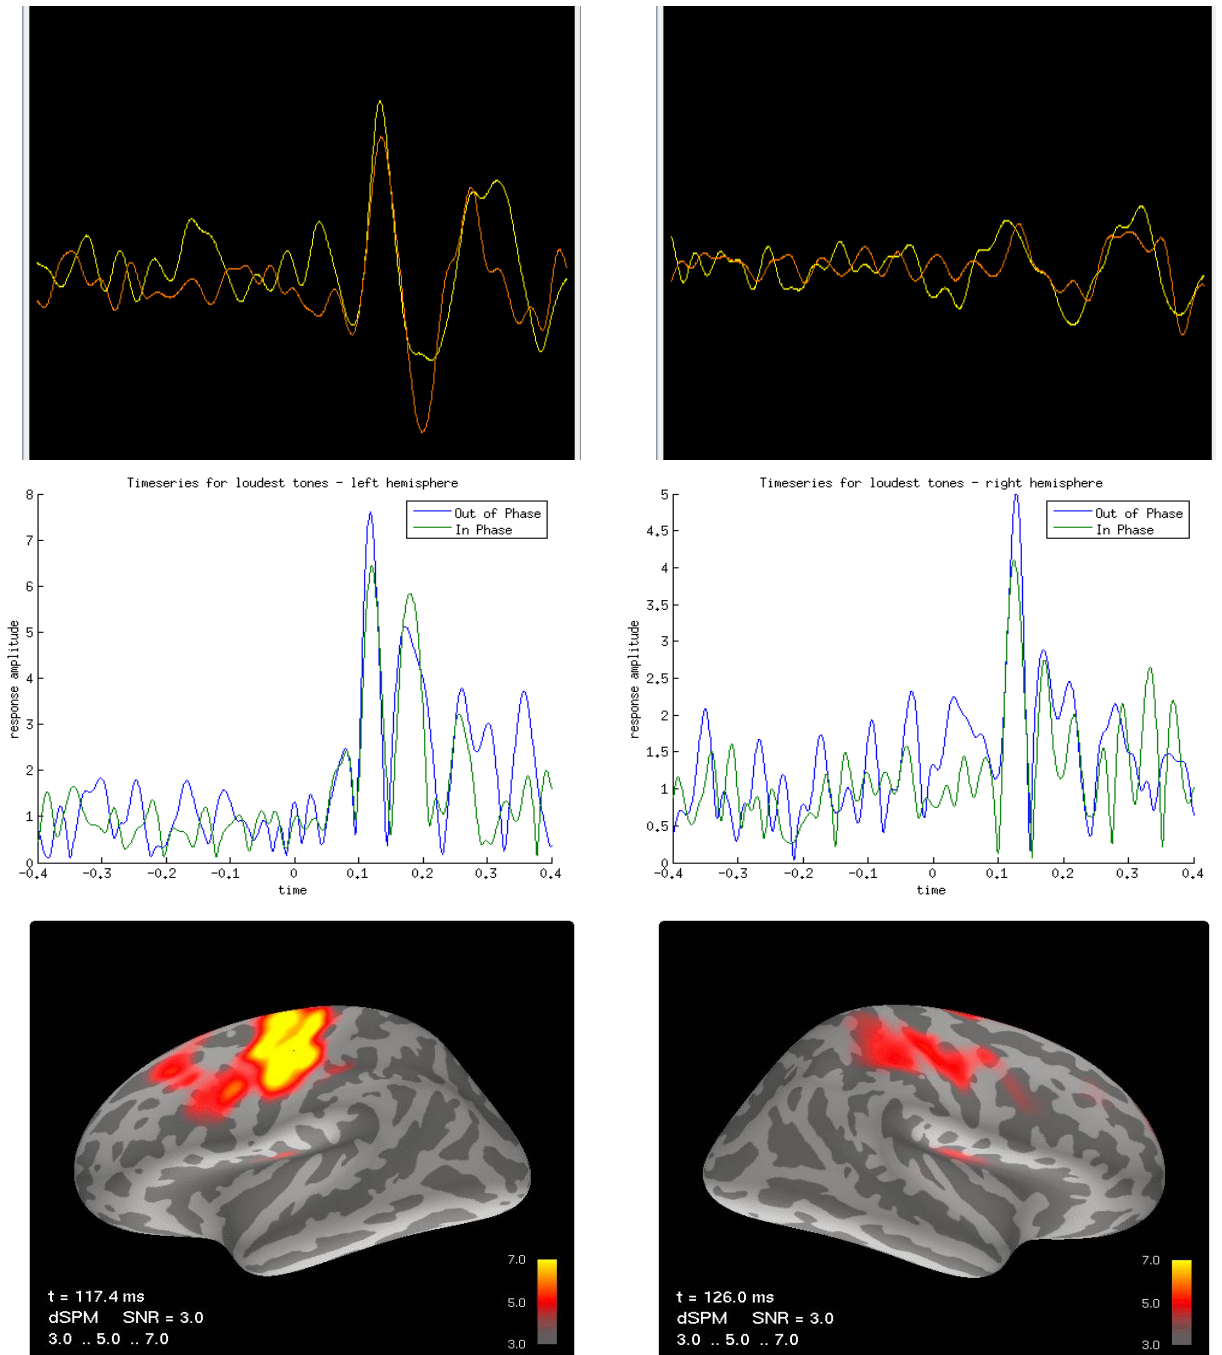 Timeseries for loudest tones - left hemisphere
8
7
6
5
4
3
2
1
0
response amplitude
Out of Phase
In Phase
-0.4
-0.3
-0.2
-0.1
0
0.1
0.2
0.3
0.4
time
Timeseries for loudest tones - right hemisphere
5
4.5
4
3.5
3
2.5
2
1.5
1
0.5
0
response amplitude
Out of Phase
In Phase
-0.4
-0.3
-0.2
-0.1
0
0.1
0.2
0.3
0.4
time
t = 117.4 ms
dSPM SNR = 3.0
3.0 .. 5.0 .. 7.0
7.0
5.0
3.0
t = 126.0 ms
dSPM SNR = 3.0
3.0 .. 5.0 .. 7.0
7.0
5.0
3.0